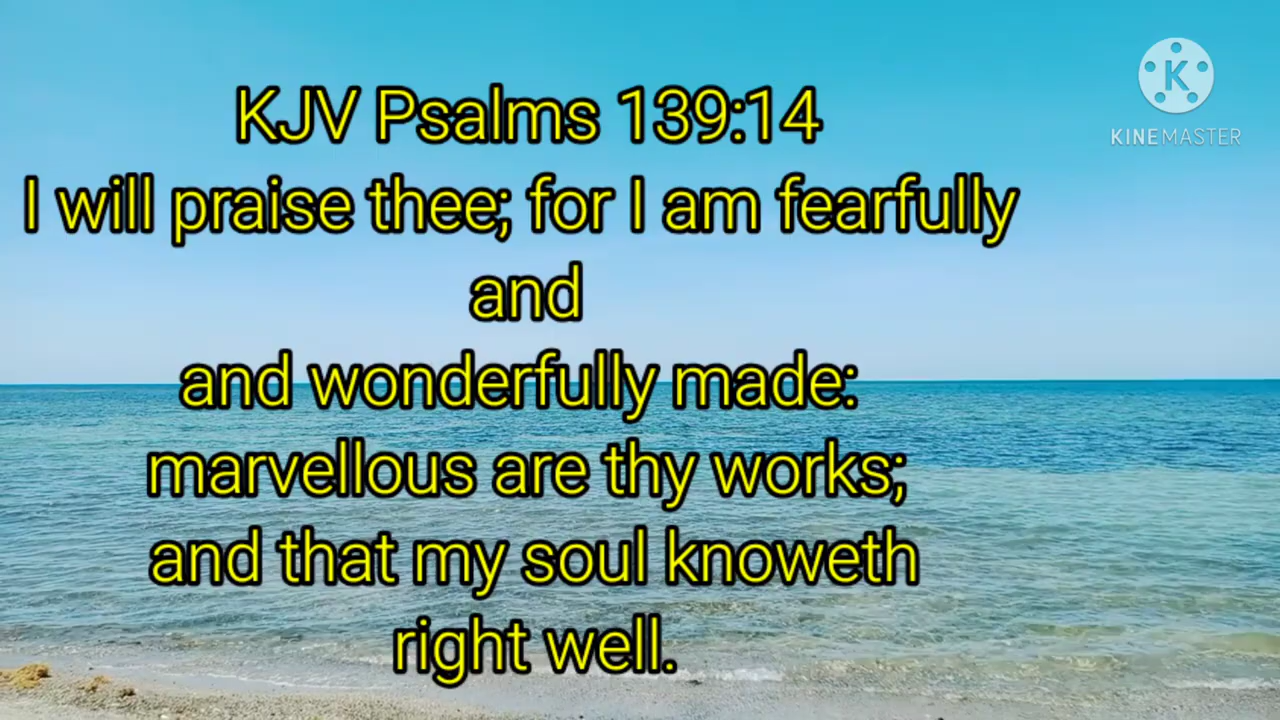 KJV Psalms 139:14
I will praise thee; for I am fearfully
and
and wonderfully made:
marvellous are thy works;
and that my soul knoweth
right well.
K
KINEMASTER